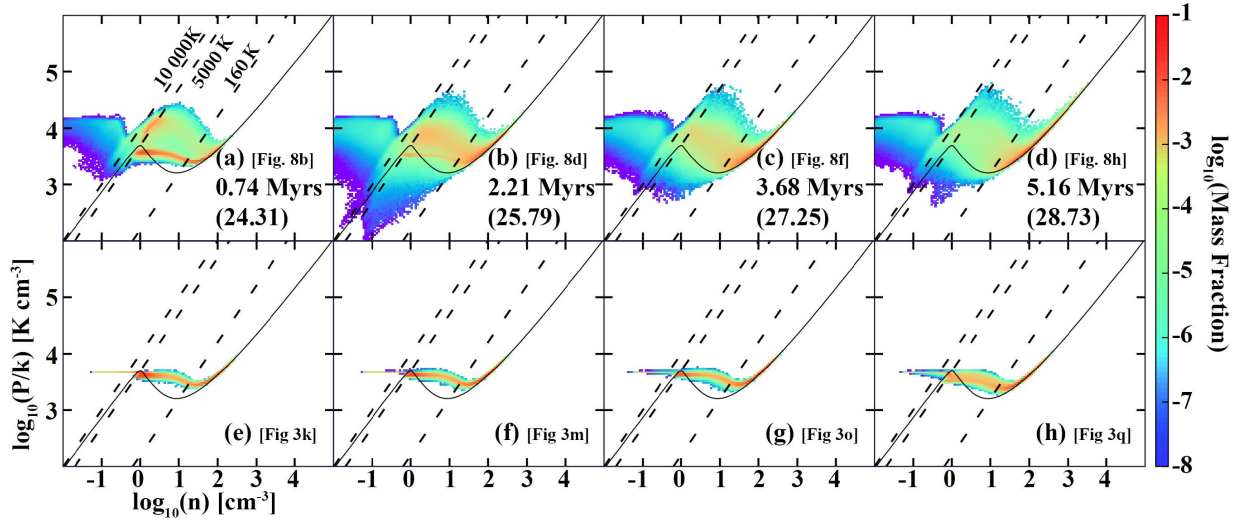 5
4
3
10 000K
5000 K
160 K
(a) [Fig. 8b]
0.74 Myrs
(24.31)
(b) [Fig. 8d]
2.21 Myrs
(25.79)
(c) [Fig. 8f]
3.68 Myrs
(27.25)
(d) [Fig. 8h]
5.16 Myrs
(28.73)
5
4
3
log₁₀(P/k) [K cm⁻³]
(e) [Fig 3k]
(f) [Fig 3m]
(g) [Fig 3o]
(h) [Fig 3q]
-1 0 1 2 3 4
-1 0 1 2 3 4
-1 0 1 2 3 4
-1 0 1 2 3 4
log₁₀(n) [cm⁻³]
-1
-2
-3
-4
-5
-6
-7
-8
log₁₀(Mass Fraction)